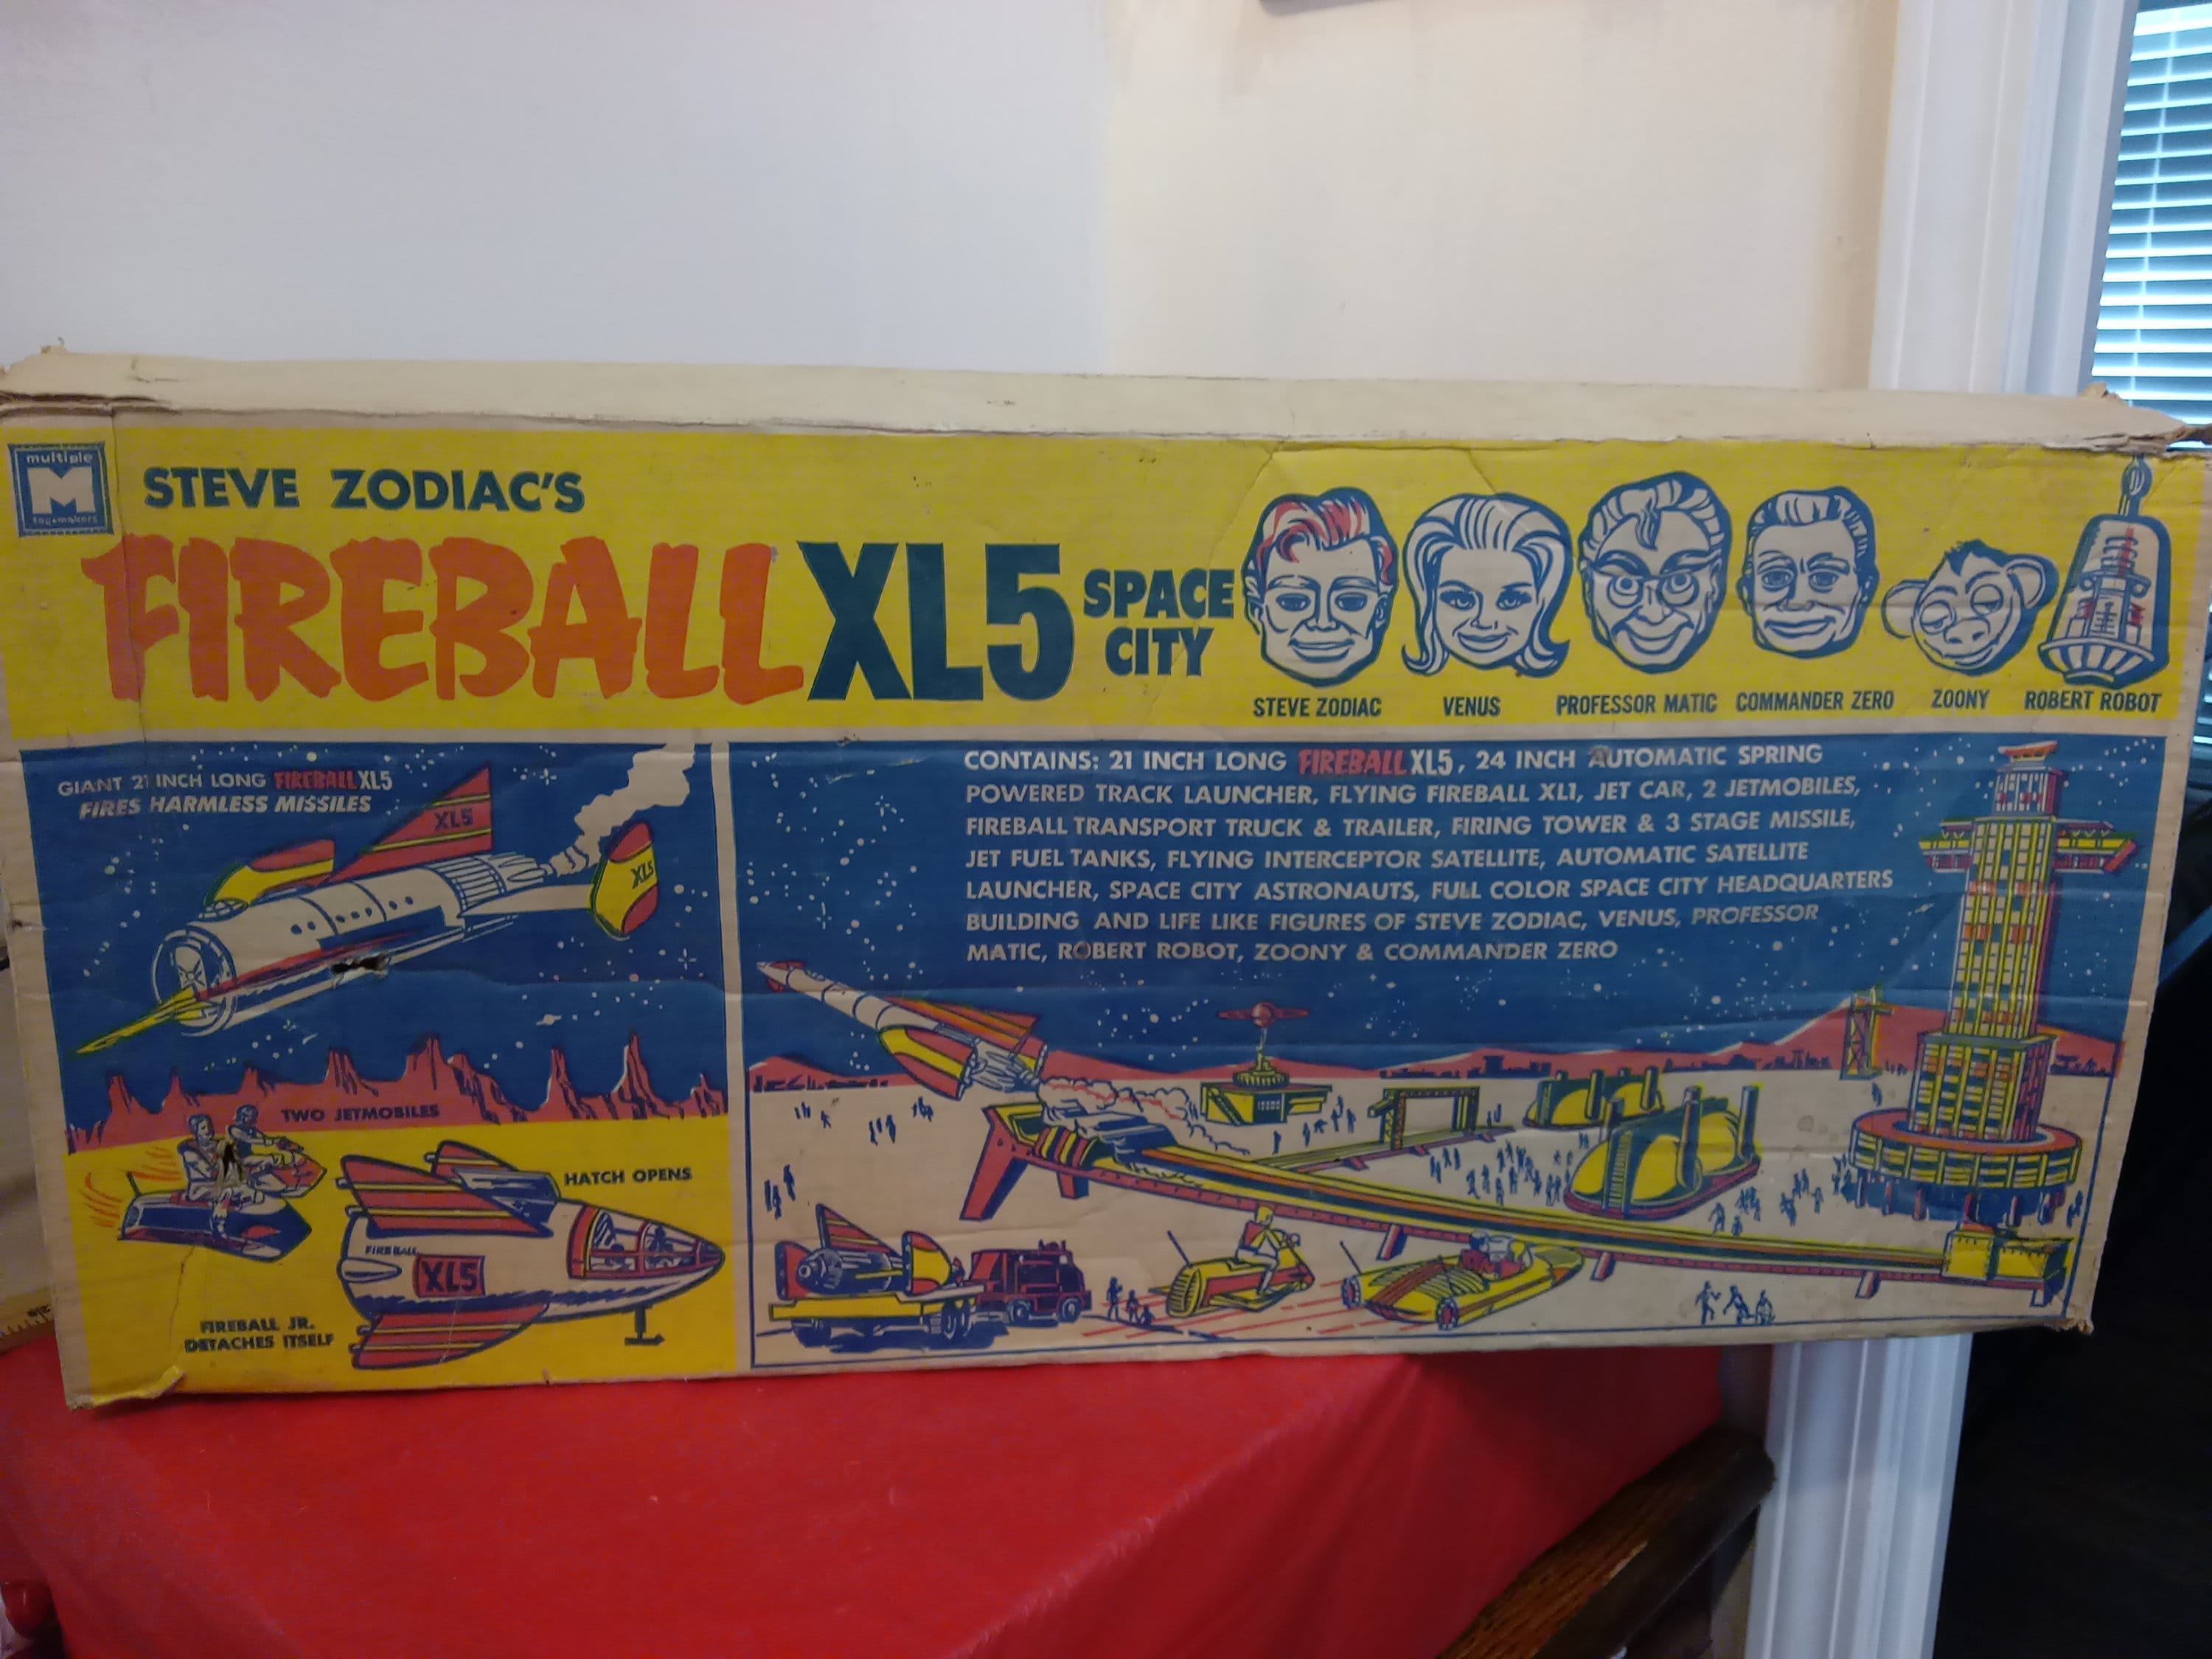 multiple
M
toy•makers
STEVE ZODIAC'S
FIREBALL XL5
SPACE
CITY
STEVE ZODIAC
VENUS
PROFESSOR MATIC
COMMANDER ZERO
ZOONY
ROBERT ROBOT
GIANT 21 INCH LONG FIREBALL XL5
FIRES HARMLESS MISSILES
XL5
XL5
TWO JETMOBILES
HATCH OPENS
FIREBALL
XL5
FIREBALL JR.
DETACHES ITSELF
CONTAINS: 21 INCH LONG FIREBALL XL5, 24 INCH AUTOMATIC SPRING
POWERED TRACK LAUNCHER, FLYING FIREBALL XL1, JET CAR, 2 JETMOBILES,
FIREBALL TRANSPORT TRUCK & TRAILER, FIRING TOWER & 3 STAGE MISSILE,
JET FUEL TANKS, FLYING INTERCEPTOR SATELLITE, AUTOMATIC SATELLITE
LAUNCHER, SPACE CITY ASTRONAUTS, FULL COLOR SPACE CITY HEADQUARTERS
BUILDING AND LIFE LIKE FIGURES OF STEVE ZODIAC, VENUS, PROFESSOR
MATIC, ROBERT ROBOT, ZOONY & COMMANDER ZERO